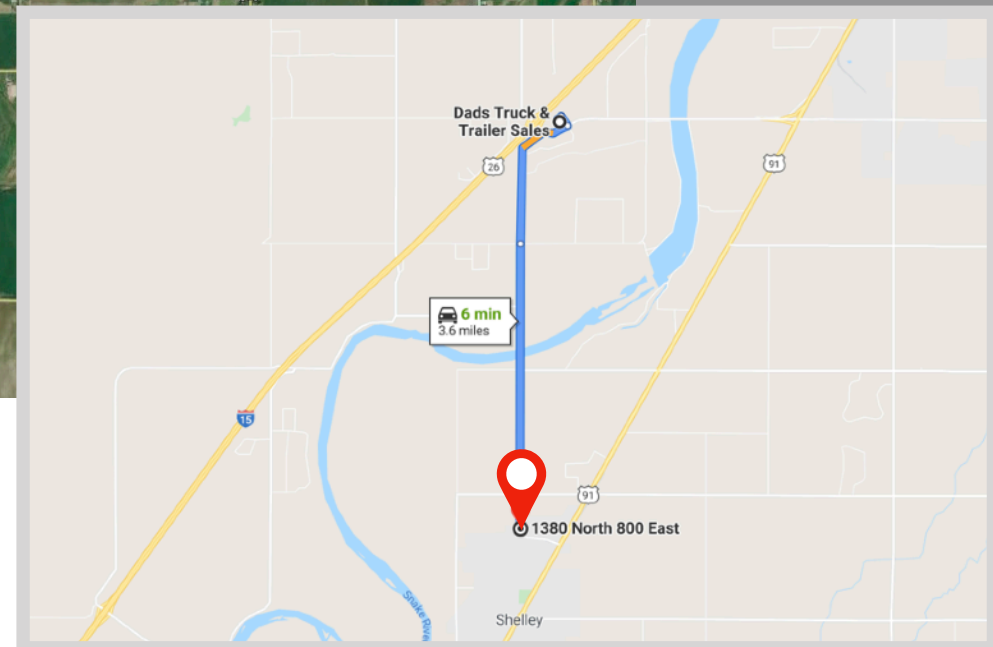 Dads Truck &
Trailer Sales
26
91
6 min
3.6 miles
15
91
1380 North 800 East
Snake River
Shelley